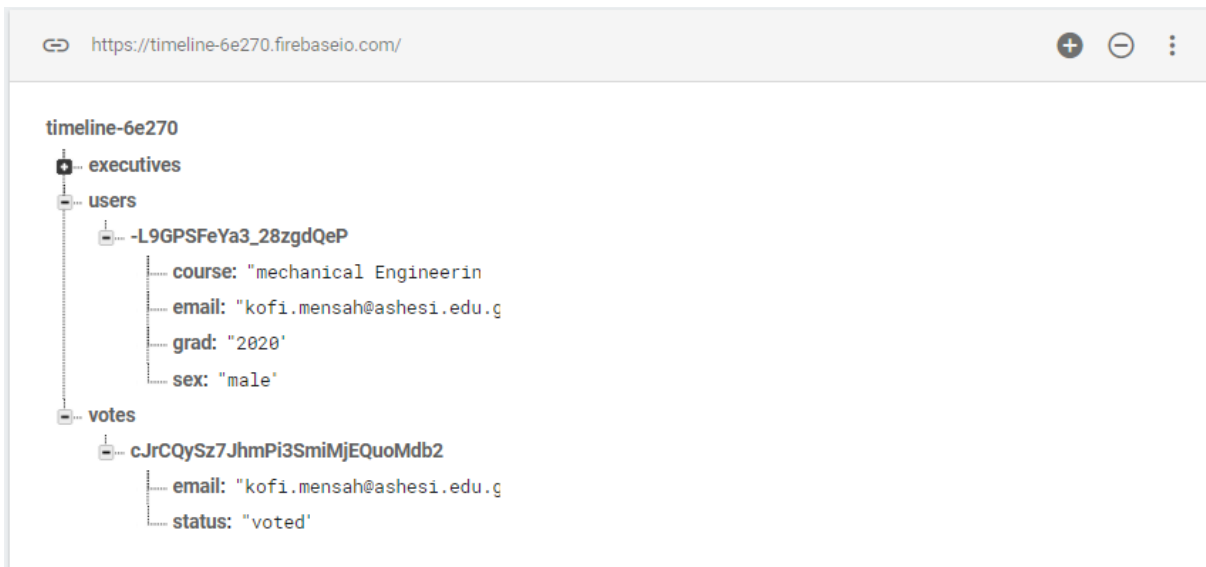 https://timeline-6e270.firebaseio.com/
timeline-6e270
executives
users
-L9GPSFeYa3_28zgdQeP
course: "mechanical Engineerin
email: "kofi.mensah@ashesi.edu.g
grad: "2020'
sex: "male'
votes
cJrCQySz7JhmPi3SmiMjEQuoMdb2
email: "kofi.mensah@ashesi.edu.g
status: "voted'